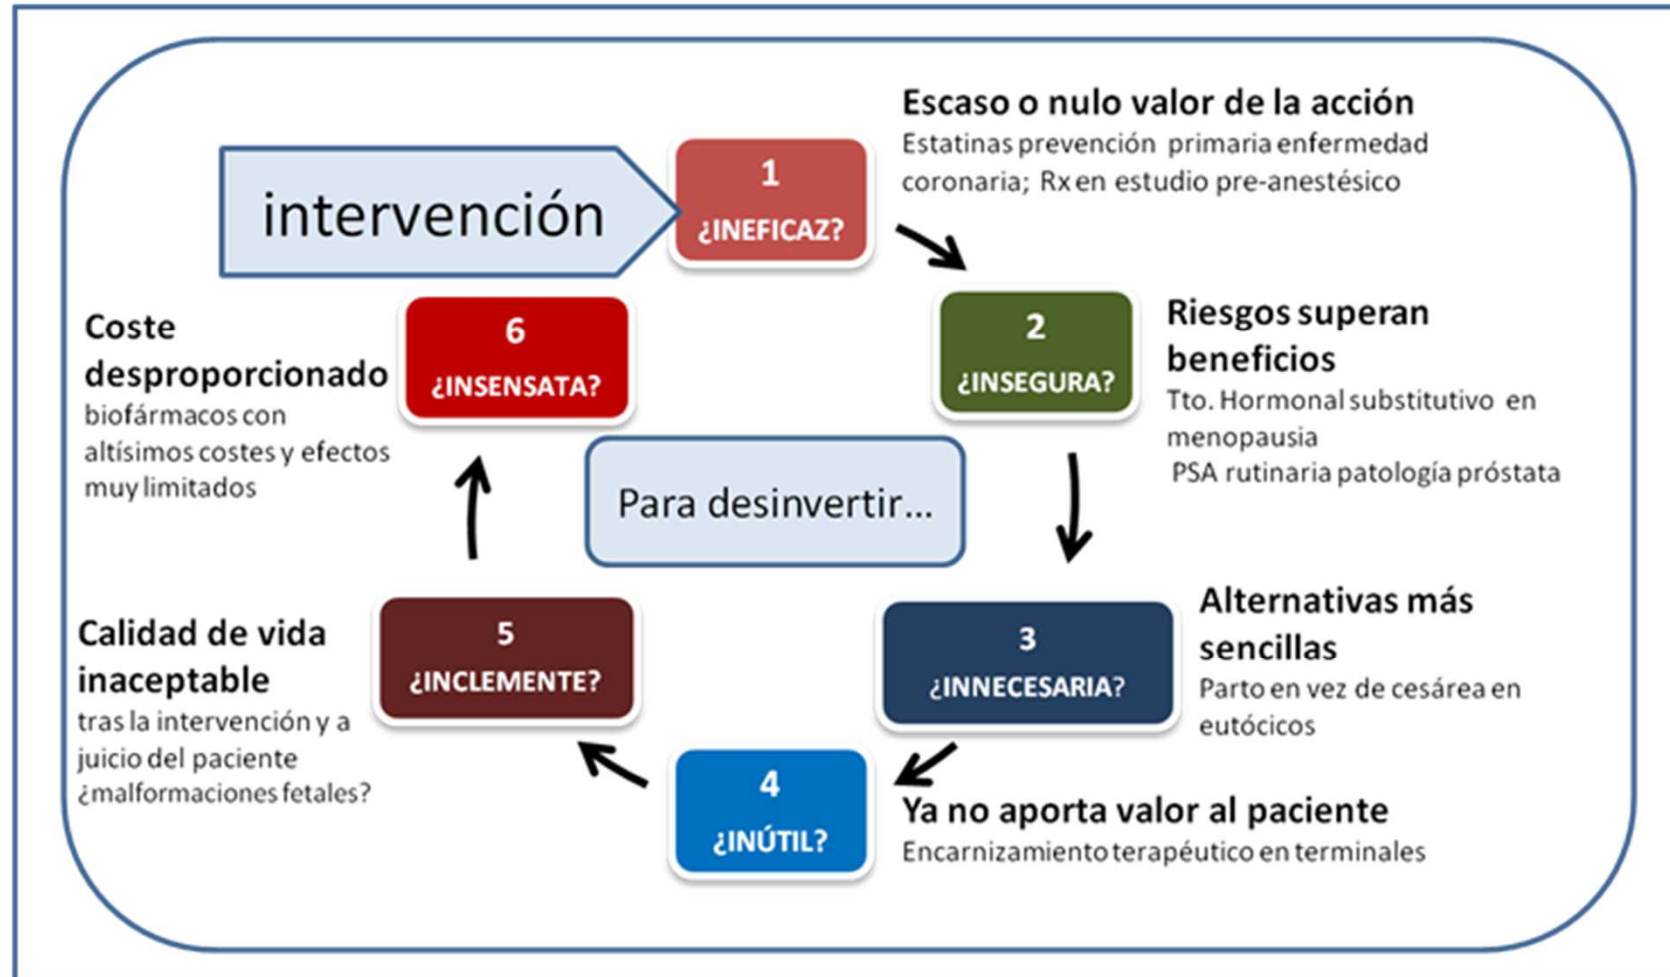 intervención
1
¿INEFICAZ?
Escaso o nulo valor de la acción
Estatinas prevención primaria enfermedad
coronaria; Rx en estudio pre-anestésico
2
¿INSEGURA?
Riesgos superan
beneficios
Tto. Hormonal substitutivo en
menopausia
PSA rutinaria patología próstata
3
¿INNECESARIA?
Alternativas más
sencillas
Parto en vez de cesárea en
eutócicos
4
¿INÚTIL?
Ya no aporta valor al paciente
Encarnizamiento terapéutico en terminales
5
¿INCLEMENTE?
Calidad de vida
inaceptable
tras la intervención y a
juicio del paciente
¿malformaciones fetales?
6
¿INSENSATA?
Coste
desproporcionado
biofármacos con
altísimos costes y efectos
muy limitados
Para desinvertir...